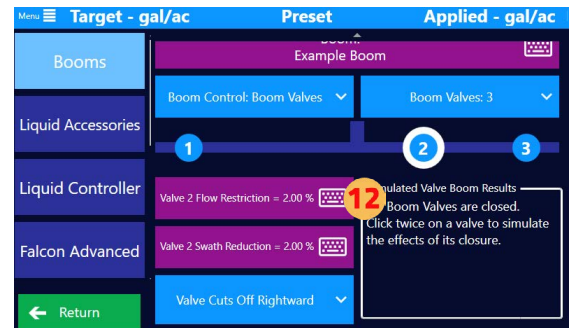 Menu Target - gal/ac Preset Applied - gal/ac
Booms
Example Boom
Boom Control: Boom Valves Boom Valves: 3
Liquid Accessories
1 2 3
Liquid Controller
Valve 2 Flow Restriction = 2.00 % 12
Simulated Valve Boom Results
Boom Valves are closed.
Click twice on a valve to simulate
the effects of its closure.
Falcon Advanced
Valve 2 Swath Reduction = 2.00 %
Valve Cuts Off Rightward
Return